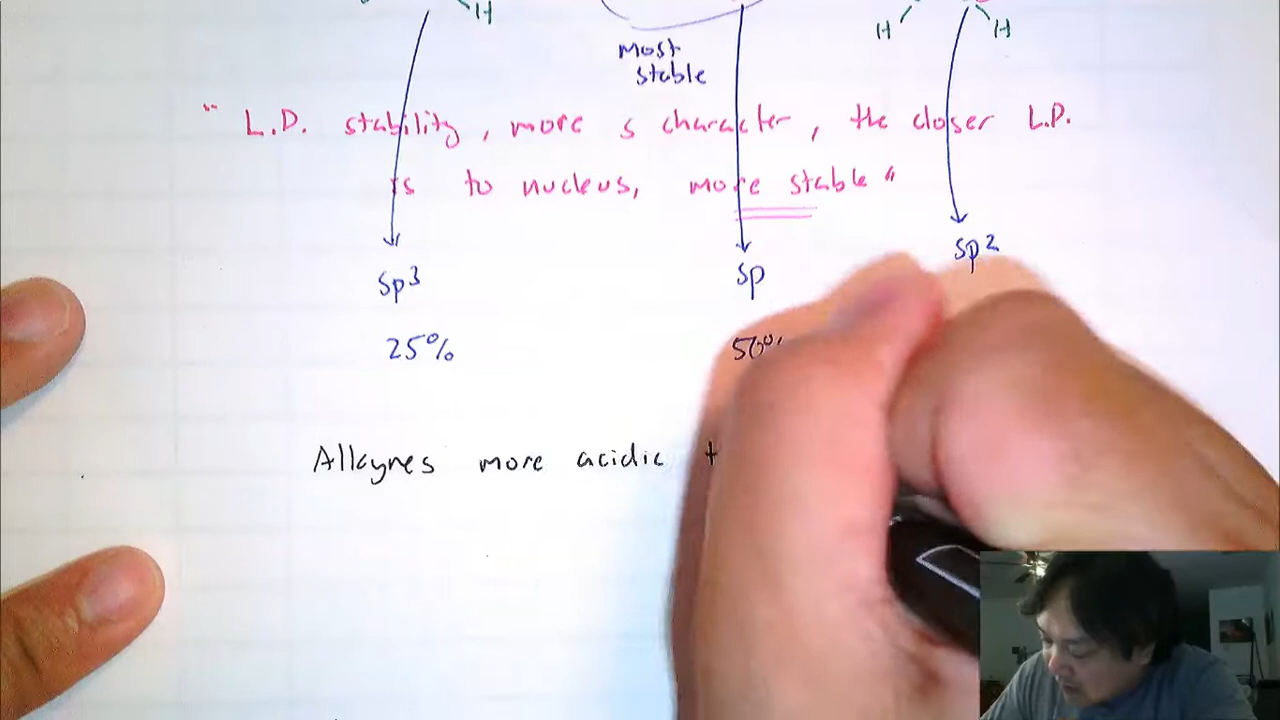 H
H
H
most
stable
" L.D. stability, more s character, the closer L.P.
is to nucleus, more stable "
sp²
sp³
sp
25%
50%
Alkynes more acidic